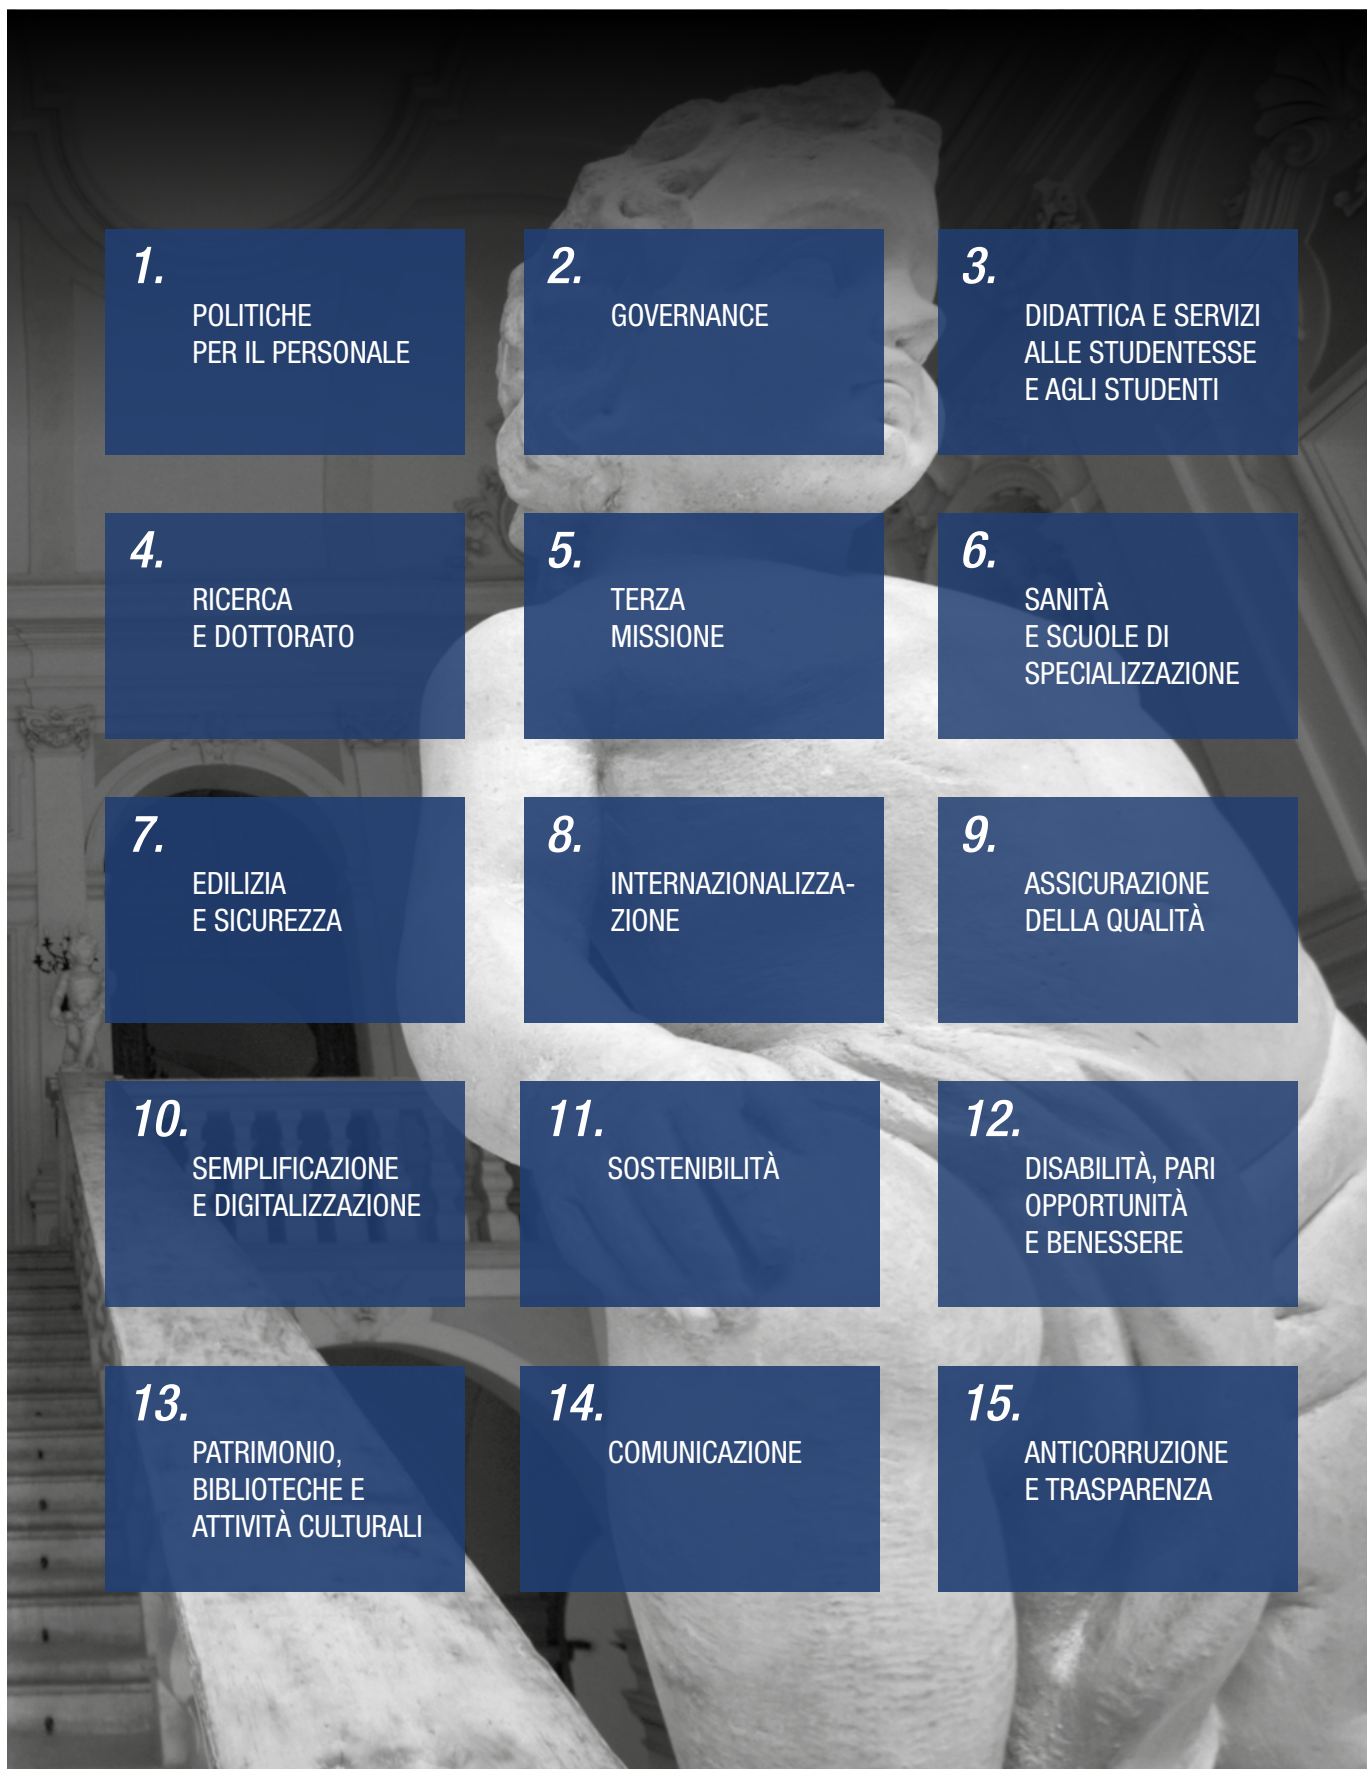 1.
POLITICHE
PER IL PERSONALE
2.
GOVERNANCE
3.
DIDATTICA E SERVIZI
ALLE STUDENTESSE
E AGLI STUDENTI
4.
RICERCA
E DOTTORATO
5.
TERZA
MISSIONE
6.
SANITÀ
E SCUOLE DI
SPECIALIZZAZIONE
7.
EDILIZIA
E SICUREZZA
8.
INTERNAZIONALIZZA-
ZIONE
9.
ASSICURAZIONE
DELLA QUALITÀ
10.
SEMPLIFICAZIONE
E DIGITALIZZAZIONE
11.
SOSTENIBILITÀ
12.
DISABILITÀ, PARI
OPPORTUNITÀ
E BENESSERE
13.
PATRIMONIO,
BIBLIOTECHE E
ATTIVITÀ CULTURALI
14.
COMUNICAZIONE
15.
ANTICORRUZIONE
E TRASPARENZA